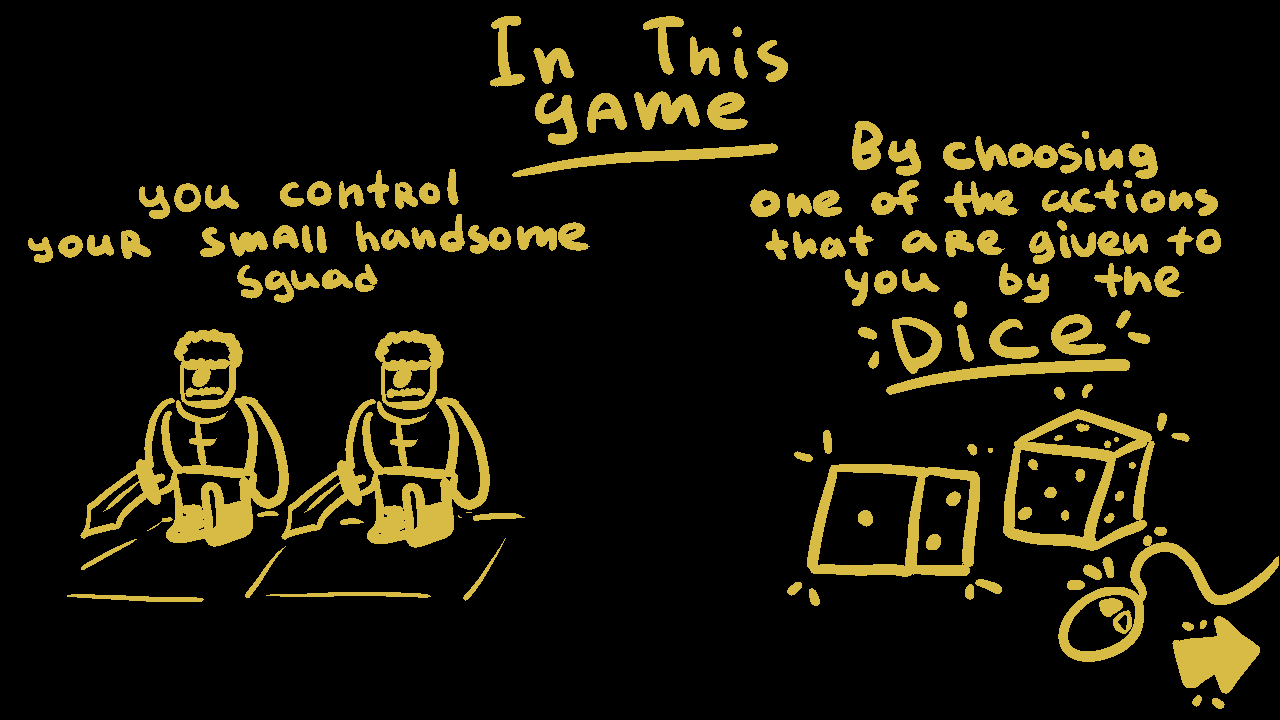 In This
game
you control
your small handsome
squad
By choosing
one of the actions
that are given to
you by the
Dice